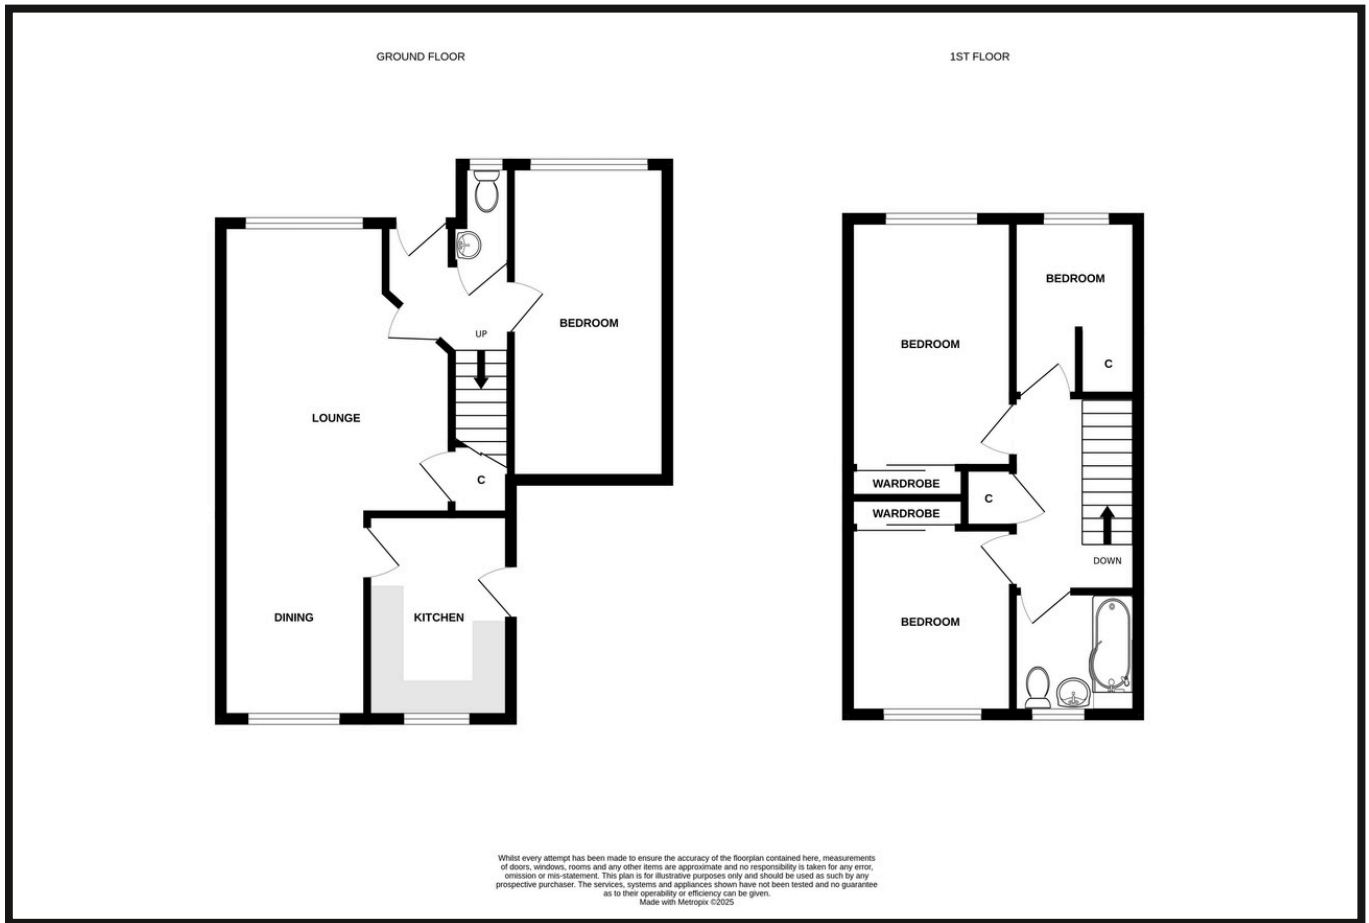 GROUND FLOOR
1ST FLOOR
UP
BEDROOM
LOUNGE
C
DINING
KITCHEN
BEDROOM
BEDROOM
C
WARDROBE
C
WARDROBE
DOWN
BEDROOM
Whilst every attempt has been made to ensure the accuracy of the floorplan contained here, measurements
of doors, windows, rooms and any other items are approximate and no responsibility is taken for any error,
omission or mis-statement. This plan is for illustrative purposes only and should be used as such by any
prospective purchaser. The services, systems and appliances shown have not been tested and no guarantee
as to their operability or efficiency can be given.
Made with Metropix ©2025